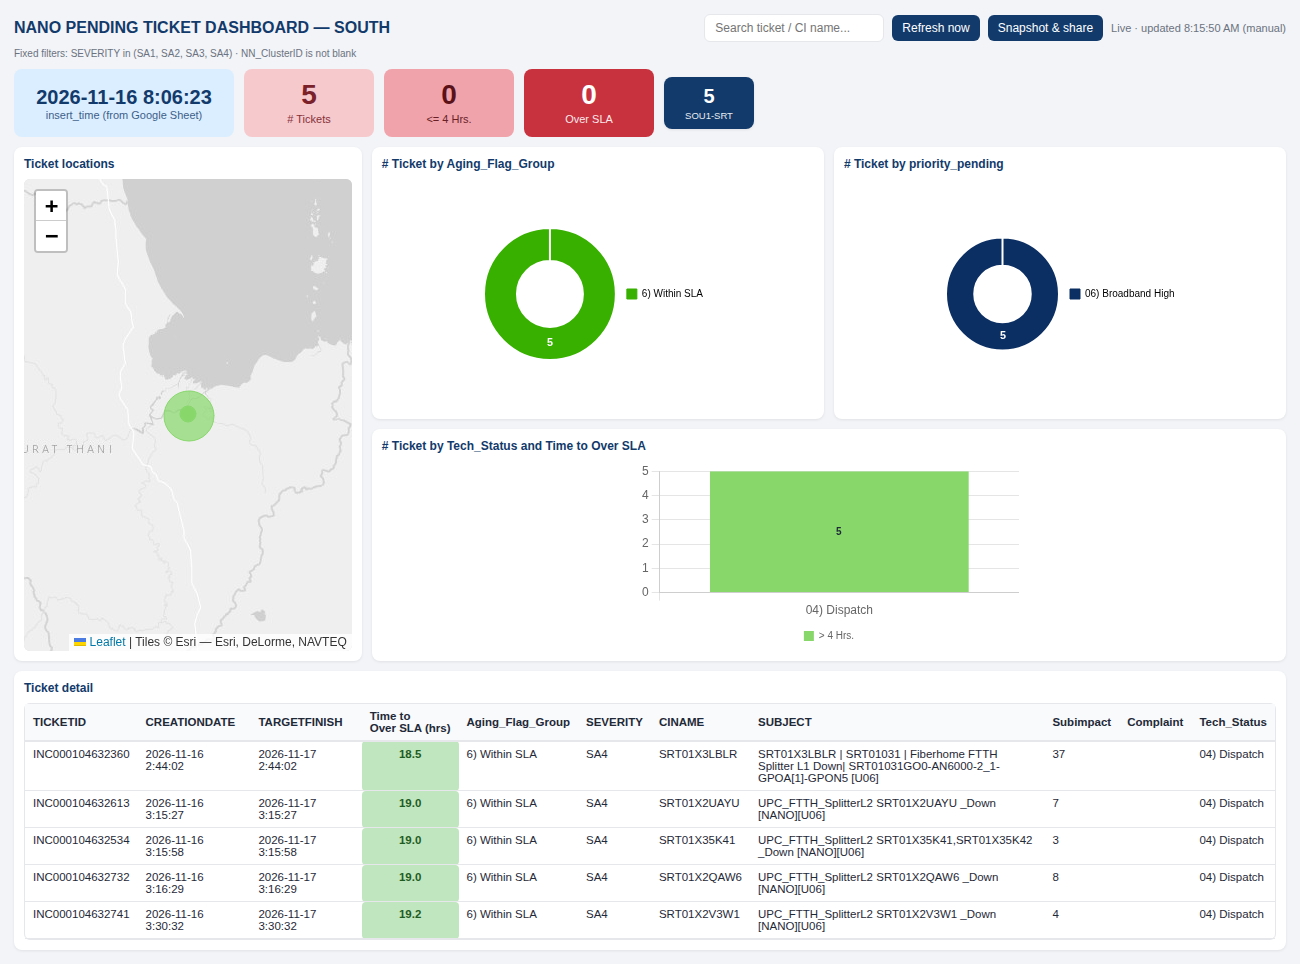 NANO PENDING TICKET DASHBOARD — SOUTH
Search ticket / CI name...
Refresh now
Snapshot & share
Live · updated 8:15:50 AM (manual)
Fixed filters: SEVERITY in (SA1, SA2, SA3, SA4) · NN_ClusterID is not blank
2026-11-16 8:06:23
insert_time (from Google Sheet)
5
# Tickets
0
<= 4 Hrs.
0
Over SLA
5
SOU1-SRT
Ticket locations
+
−
URAT THANI
Leaflet | Tiles © Esri — Esri, DeLorme, NAVTEQ
# Ticket by Aging_Flag_Group
5
6) Within SLA
# Ticket by priority_pending
5
06) Broadband High
# Ticket by Tech_Status and Time to Over SLA
5
4
3
2
1
0
5
04) Dispatch
> 4 Hrs.
Ticket detail
TICKETID CREATIONDATE TARGETFINISH Time to Over SLA (hrs) Aging_Flag_Group SEVERITY CINAME SUBJECT Subimpact Complaint Tech_Status
INC000104632360 2026-11-16 2:44:02 2026-11-17 2:44:02 18.5 6) Within SLA SA4 SRT01X3LBLR SRT01X3LBLR | SRT01031 | Fiberhome FTTH Splitter L1 Down| SRT01031GO0-AN6000-2_1-GPOA[1]-GPON5 [U06] 37 04) Dispatch
INC000104632613 2026-11-16 3:15:27 2026-11-17 3:15:27 19.0 6) Within SLA SA4 SRT01X2UAYU UPC_FTTH_SplitterL2 SRT01X2UAYU _Down [NANO][U06] 7 04) Dispatch
INC000104632534 2026-11-16 3:15:58 2026-11-17 3:15:58 19.0 6) Within SLA SA4 SRT01X35K41 UPC_FTTH_SplitterL2 SRT01X35K41,SRT01X35K42 _Down [NANO][U06] 3 04) Dispatch
INC000104632732 2026-11-16 3:16:29 2026-11-17 3:16:29 19.0 6) Within SLA SA4 SRT01X2QAW6 UPC_FTTH_SplitterL2 SRT01X2QAW6 _Down [NANO][U06] 8 04) Dispatch
INC000104632741 2026-11-16 3:30:32 2026-11-17 3:30:32 19.2 6) Within SLA SA4 SRT01X2V3W1 UPC_FTTH_SplitterL2 SRT01X2V3W1 _Down [NANO][U06] 4 04) Dispatch